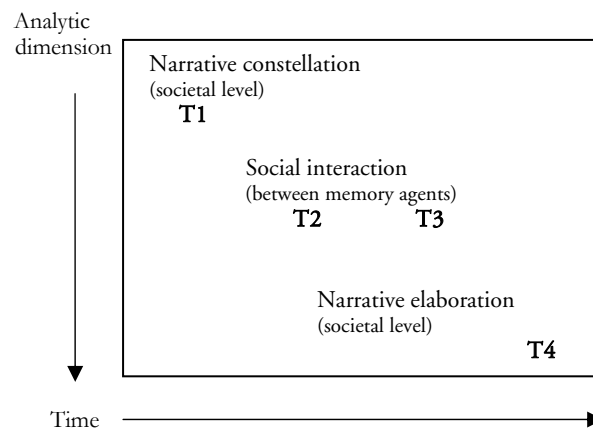 Analytic
dimension
Narrative constellation
(societal level)
T1
Social interaction
(between memory agents)
T2 T3
Narrative elaboration
(societal level)
T4
Time